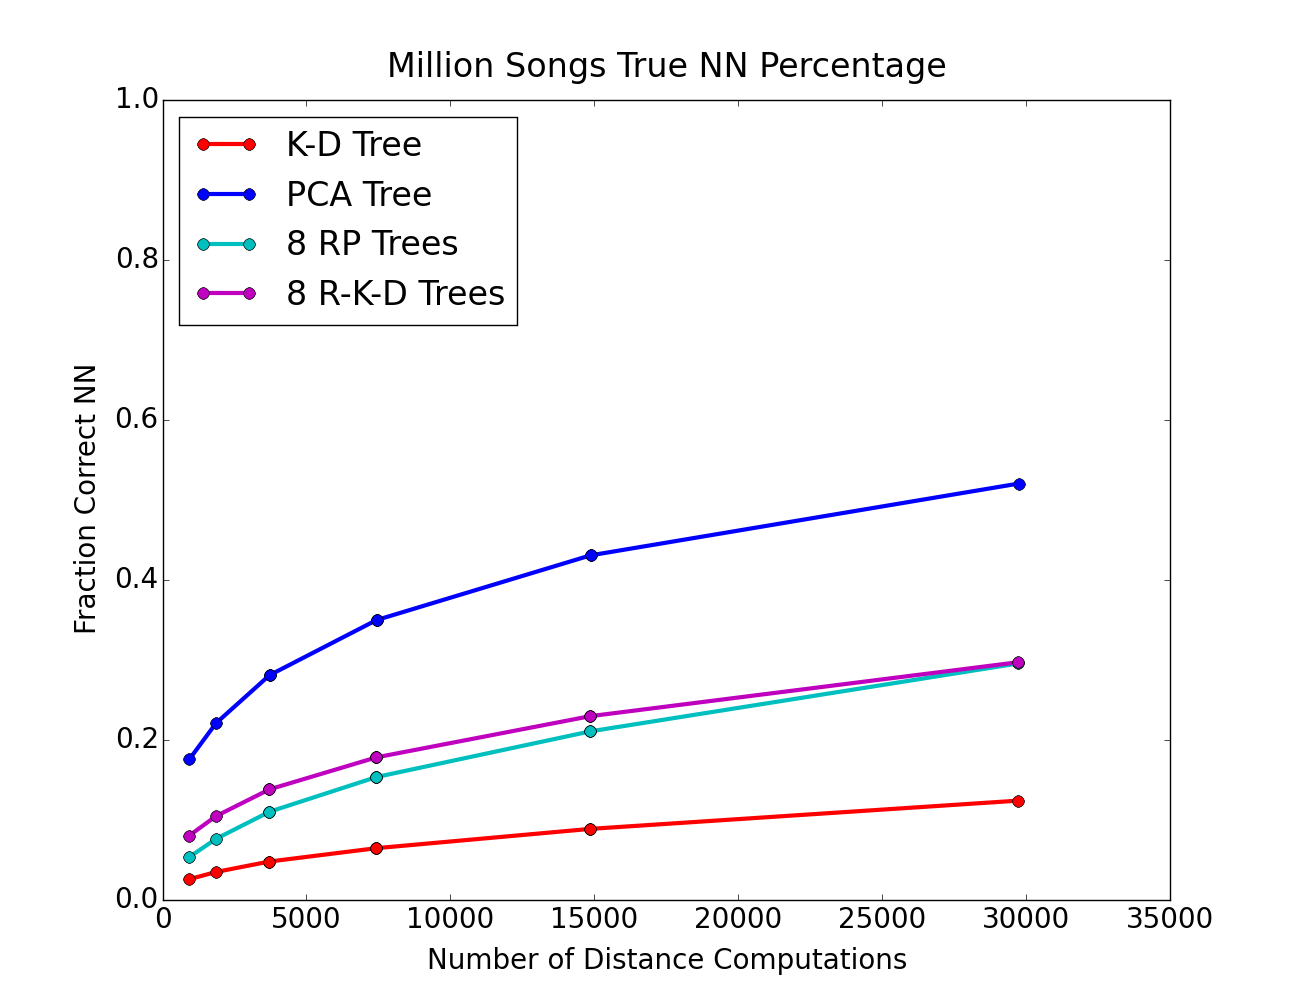 Million Songs True NN Percentage
1.0
0.8
0.6
0.4
0.2
0.0
Fraction Correct NN
K-D Tree
PCA Tree
8 RP Trees
8 R-K-D Trees
0 5000 10000 15000 20000 25000 30000 35000
Number of Distance Computations